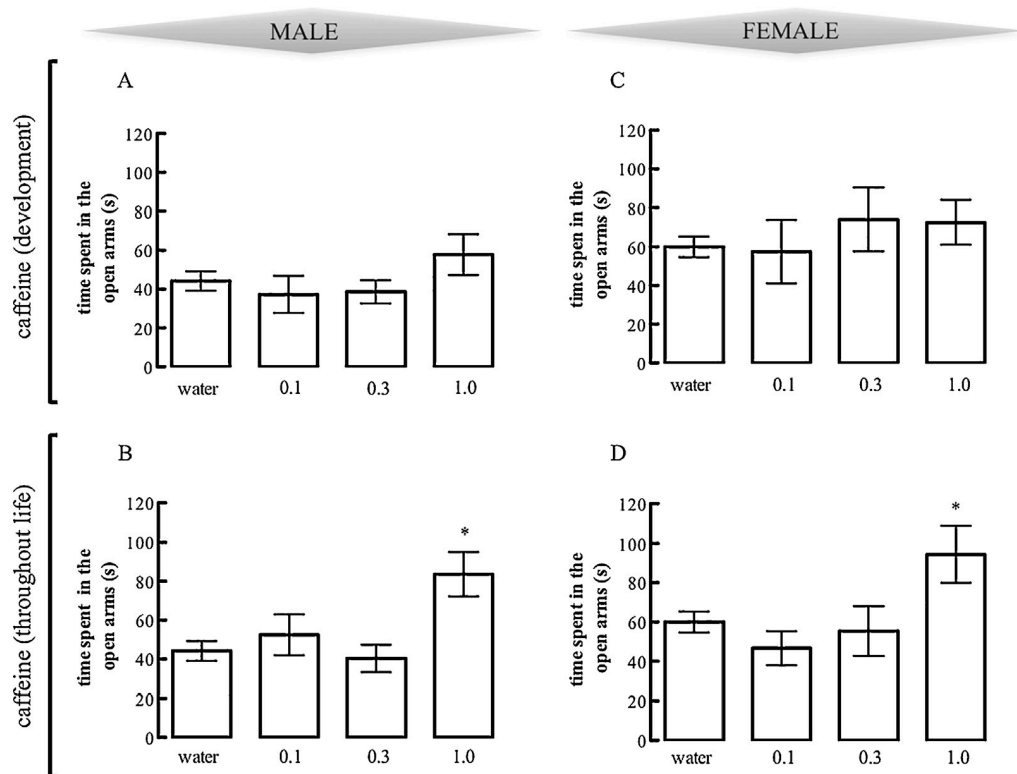 MALE
FEMALE
caffeine (development)
A
time spent in the
open arms (s)
120
100
80
60
40
20
0
water
0.1
0.3
1.0
C
time spen in the
open arms (s)
120
100
80
60
40
20
0
water
0.1
0.3
1.0
caffeine (throughout life)
B
time spent in the
open arms (s)
120
100
80
60
40
20
0
*
water
0.1
0.3
1.0
D
time spent in the
open arms (s)
120
100
80
60
40
20
0
*
water
0.1
0.3
1.0